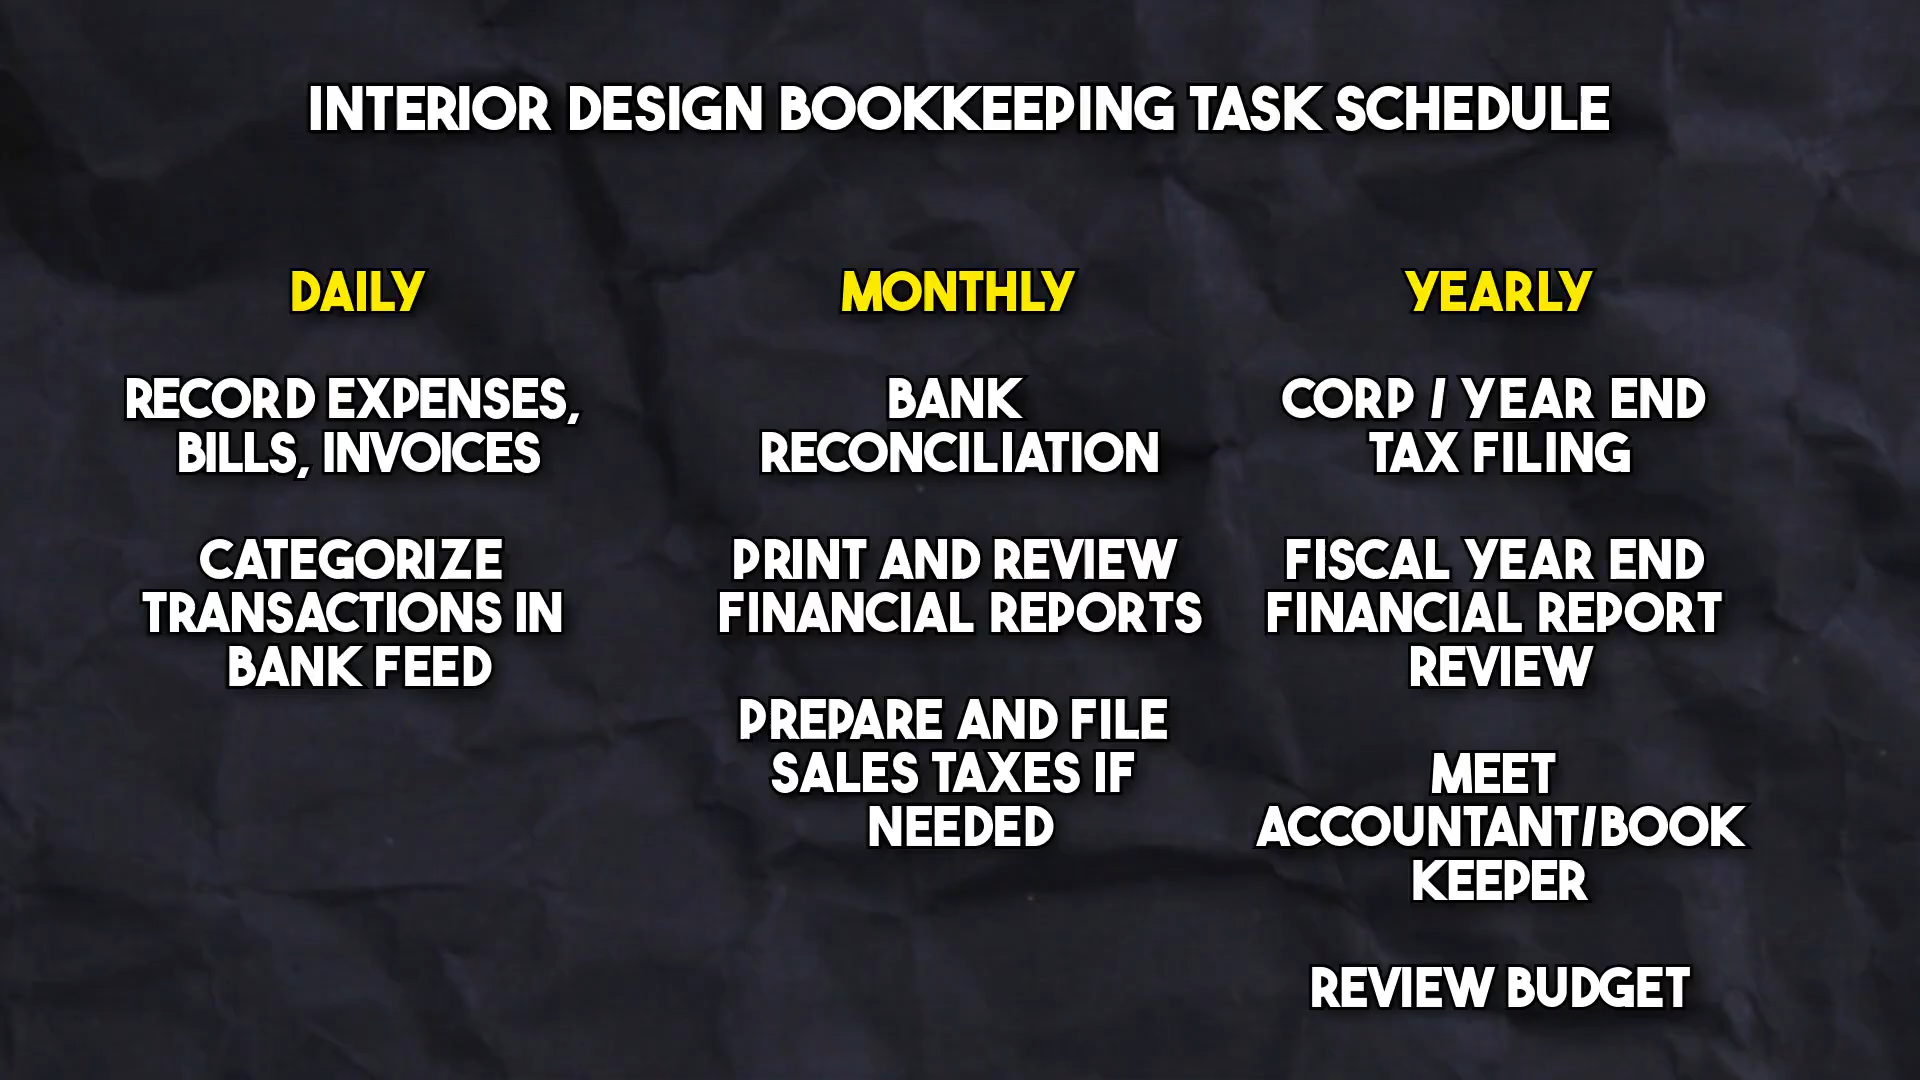 INTERIOR DESIGN BOOKKEEPING TASK SCHEDULE
DAILY
RECORD EXPENSES,
BILLS, INVOICES
CATEGORIZE
TRANSACTIONS IN
BANK FEED
MONTHLY
BANK
RECONCILIATION
PRINT AND REVIEW
FINANCIAL REPORTS
PREPARE AND FILE
SALES TAXES IF
NEEDED
YEARLY
CORP / YEAR END
TAX FILING
FISCAL YEAR END
FINANCIAL REPORT
REVIEW
MEET
ACCOUNTANT/BOOK
KEEPER
REVIEW BUDGET